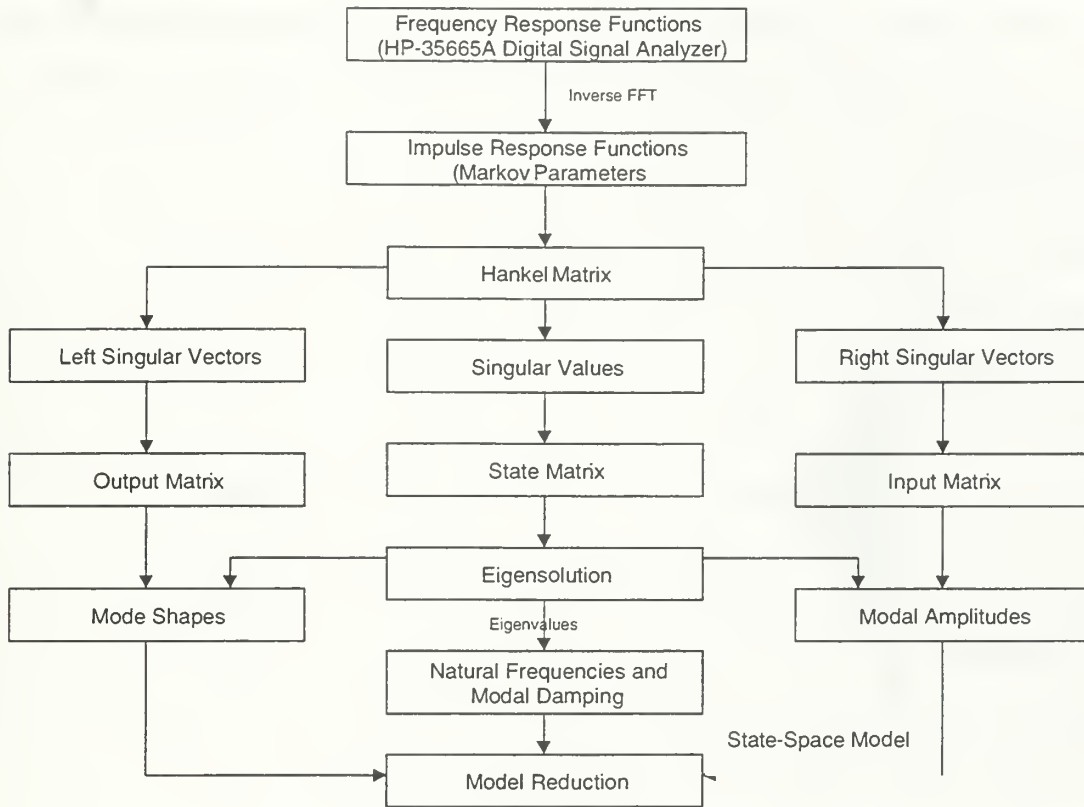 Frequency Response Functions
(HP-35665A Digital Signal Analyzer)
Inverse FFT
Impulse Response Functions
(Markov Parameters
Hankel Matrix
Left Singular Vectors
Singular Values
Right Singular Vectors
Output Matrix
State Matrix
Input Matrix
Eigensolution
Mode Shapes
Modal Amplitudes
Eigenvalues
Natural Frequencies and
Modal Damping
State-Space Model
Model Reduction